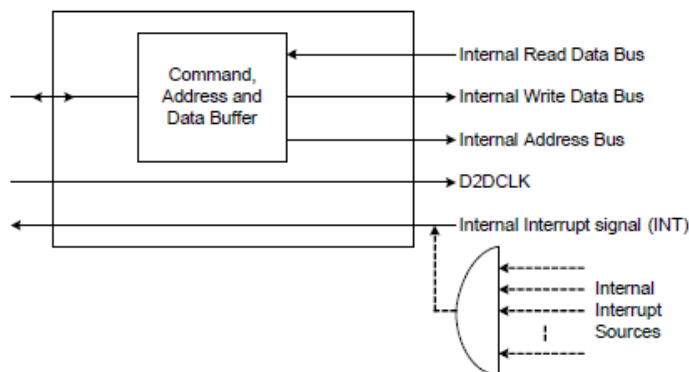 Command,
Address and
Data Buffer
Internal Read Data Bus
Internal Write Data Bus
Internal Address Bus
D2DCLK
Internal Interrupt signal (INT)
Internal
Interrupt
Sources